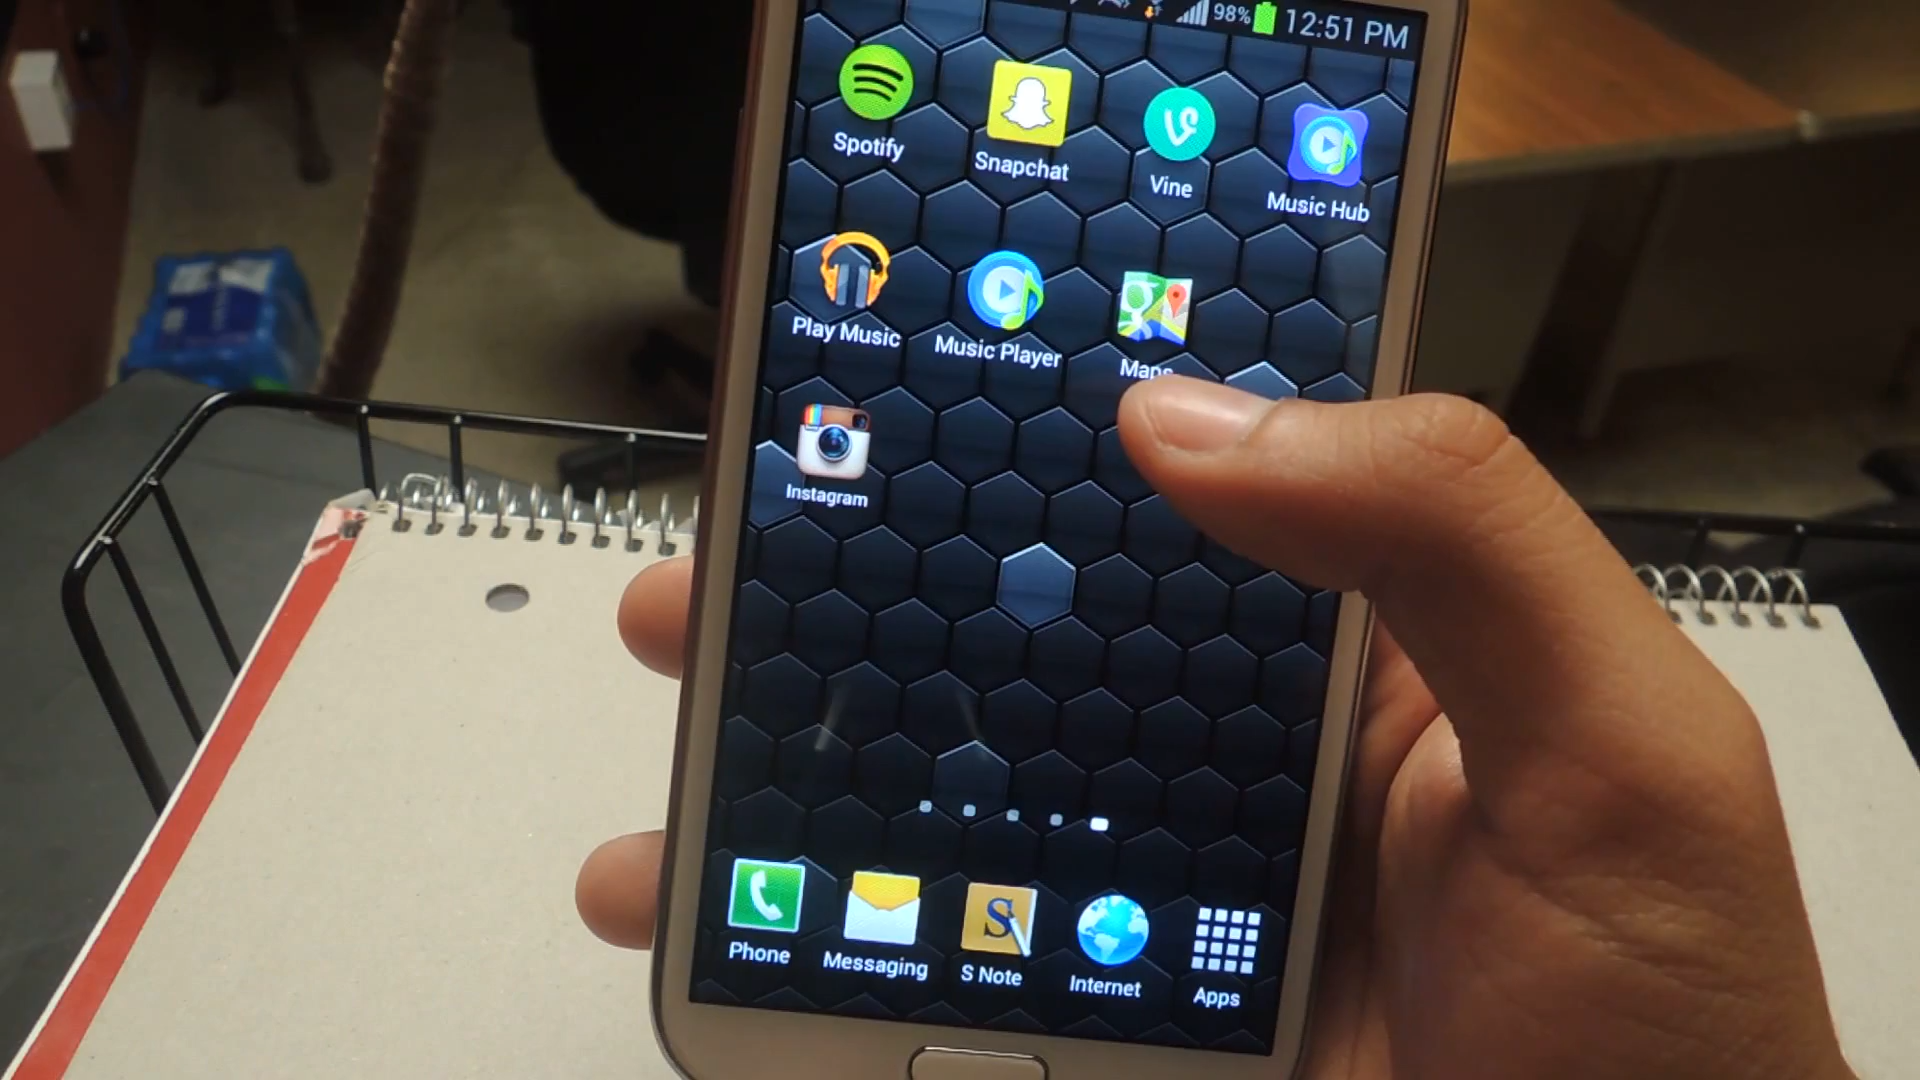 98% 12:51 PM
Spotify
Snapchat
Vine
Music Hub
Play Music
Music Player
Maps
Instagram
S
Phone
Messaging
S Note
Internet
Apps